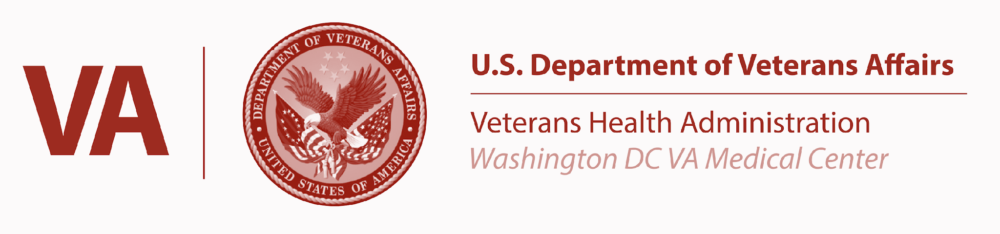 VA
DEPARTMENT OF VETERANS AFFAIRS
UNITED STATES OF AMERICA
U.S. Department of Veterans Affairs
Veterans Health Administration
Washington DC VA Medical Center